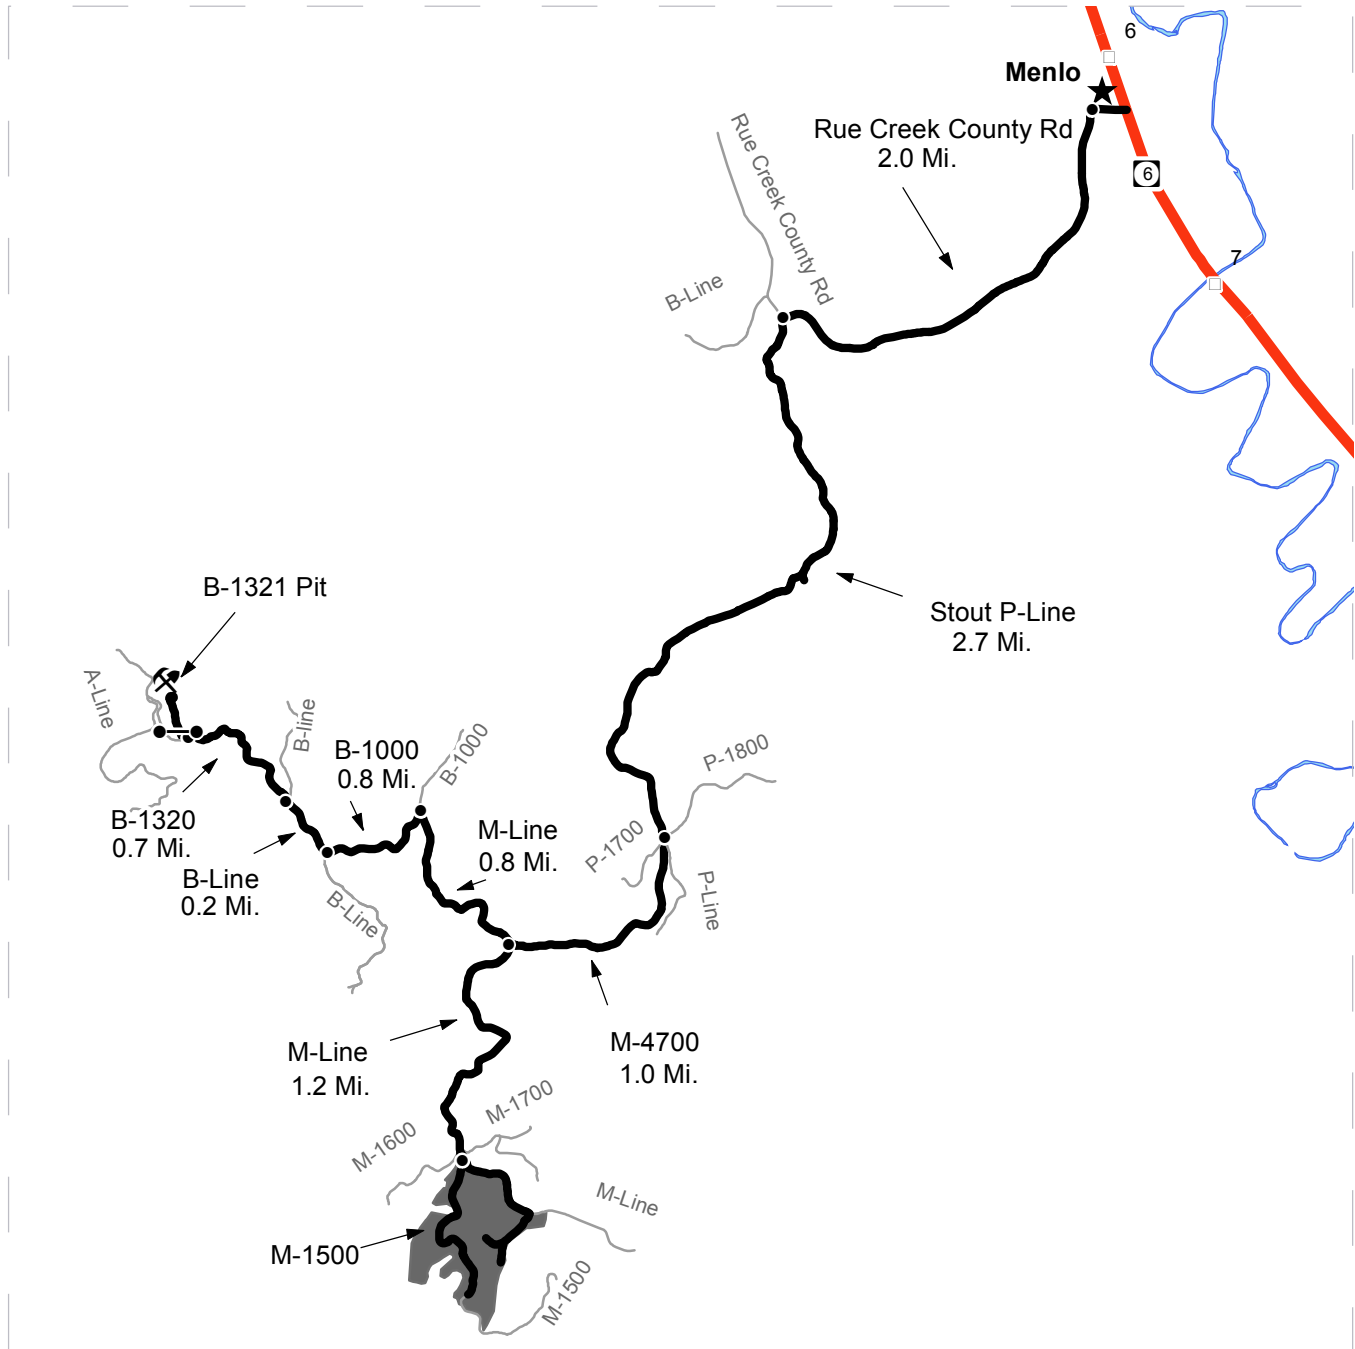 6
Menlo
Rue Creek County Rd
2.0 Mi.
6
Rue Creek County Rd
7
B-Line
B-1321 Pit
Stout P-Line
2.7 Mi.
A-Line
B-line
B-1000
0.8 Mi.
B-1000
P-1800
B-1320
0.7 Mi.
M-Line
0.8 Mi.
P-1700
B-Line
0.2 Mi.
B-Line
P-Line
M-Line
1.2 Mi.
M-4700
1.0 Mi.
M-1700
M-1600
M-Line
M-1500
M-1500